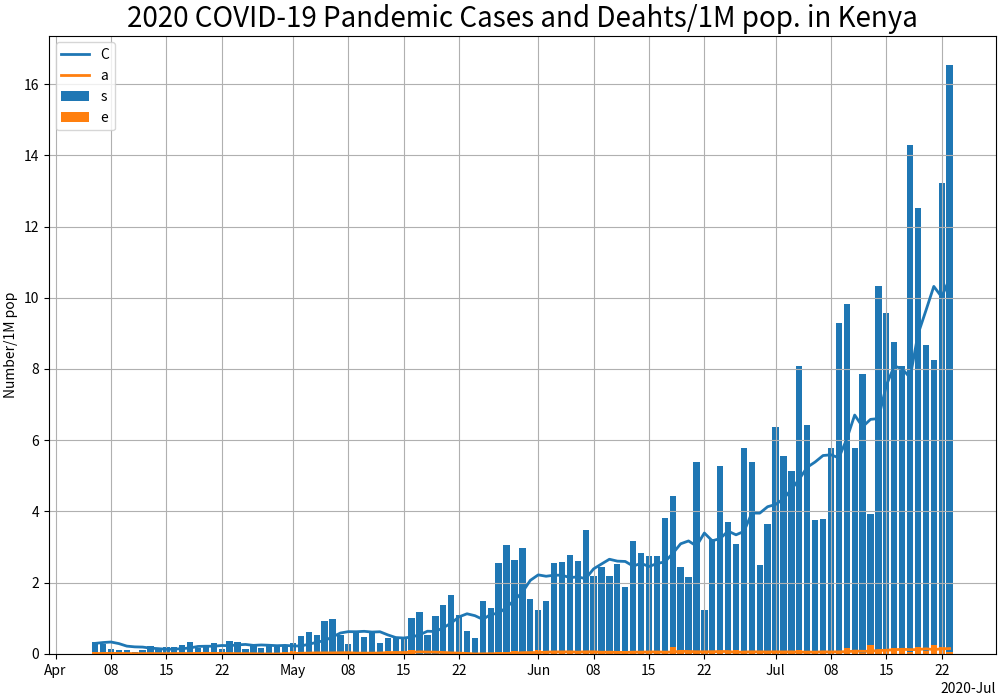 2020 COVID-19 Pandemic Cases and Deahts/1M pop. in Kenya
C
a
s
e
Number/1M pop
16
14
12
10
8
6
4
2
0
Apr 08 15 22 May 08 15 22 Jun 08 15 22 Jul 08 15 22
2020-Jul